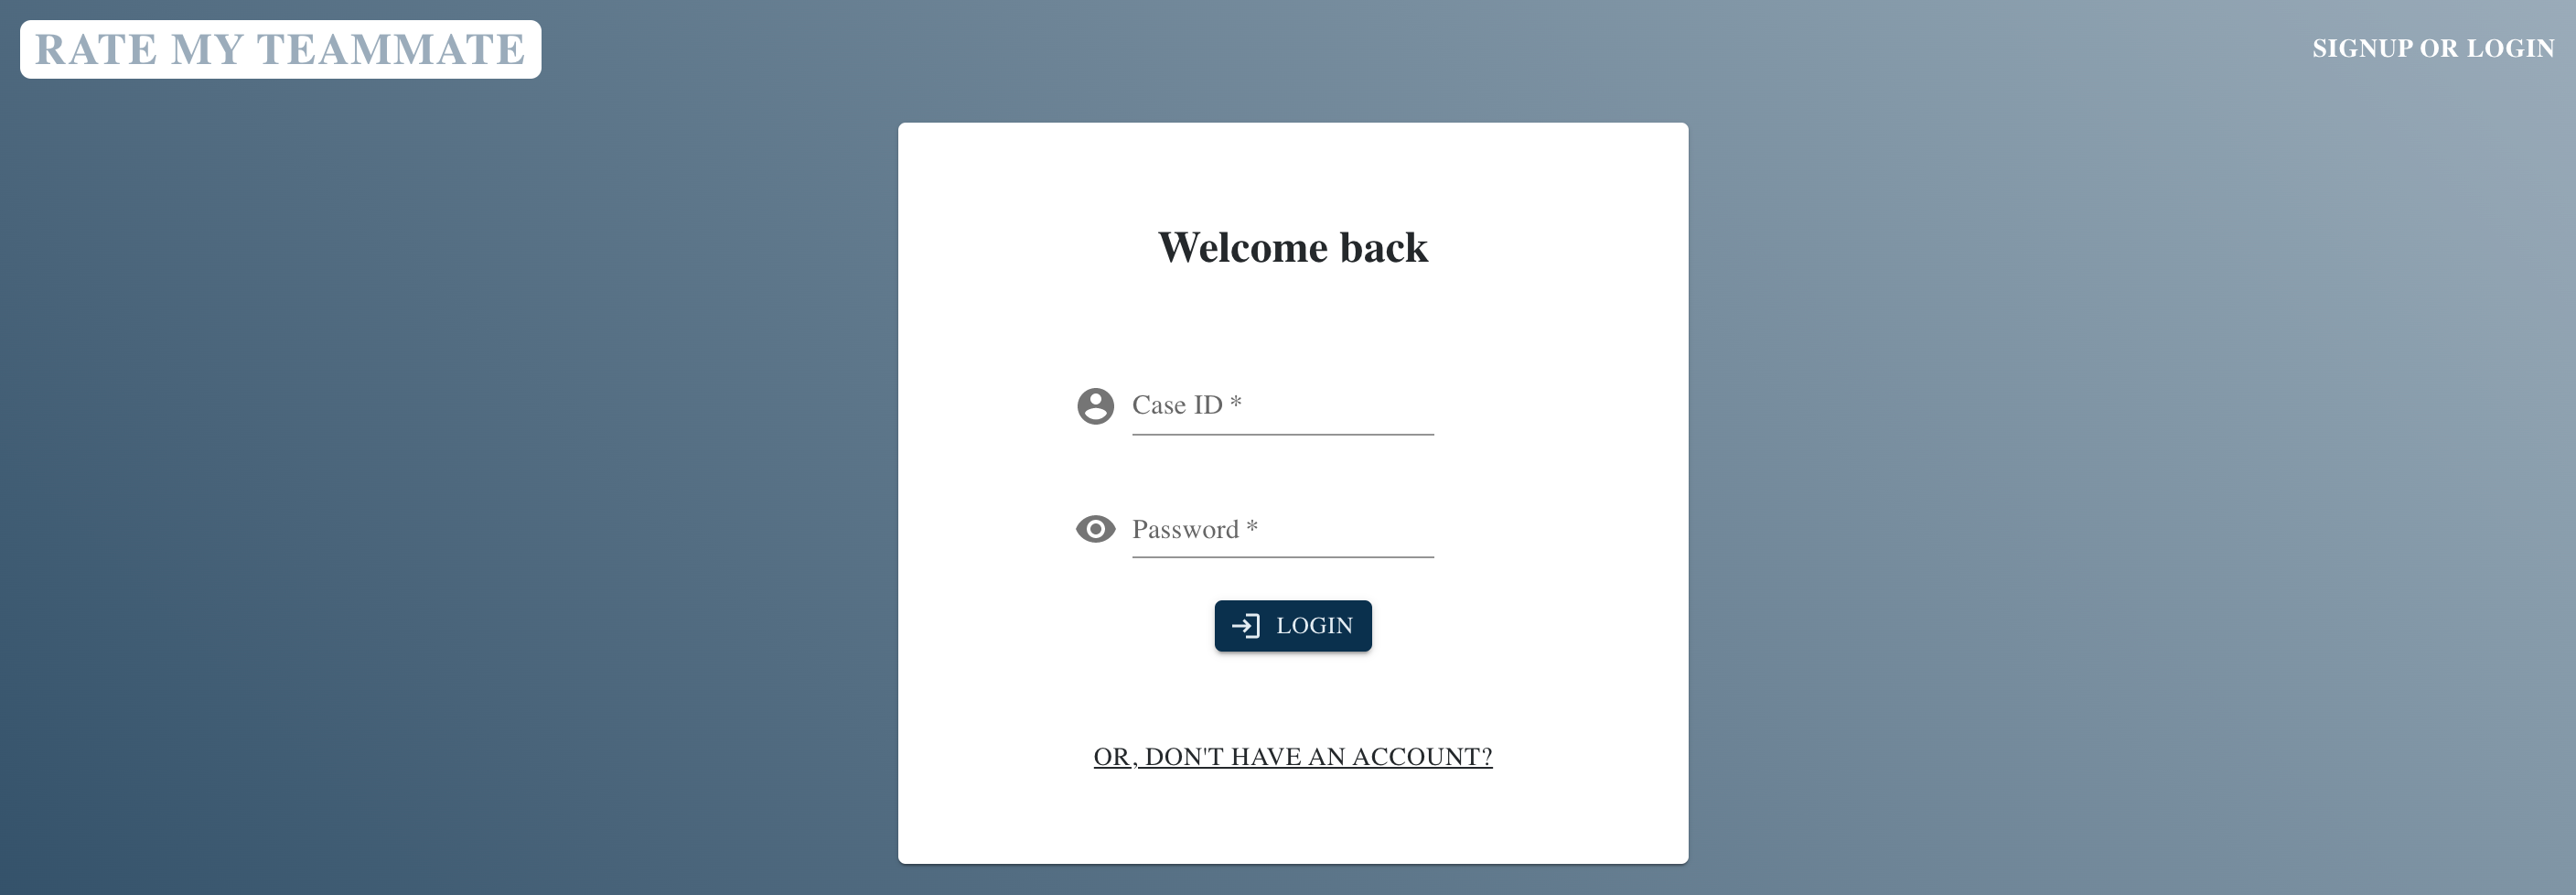 RATE MY TEAMMATE
SIGNUP OR LOGIN
Welcome back
Case ID *
Password *
LOGIN
OR, DON'T HAVE AN ACCOUNT?